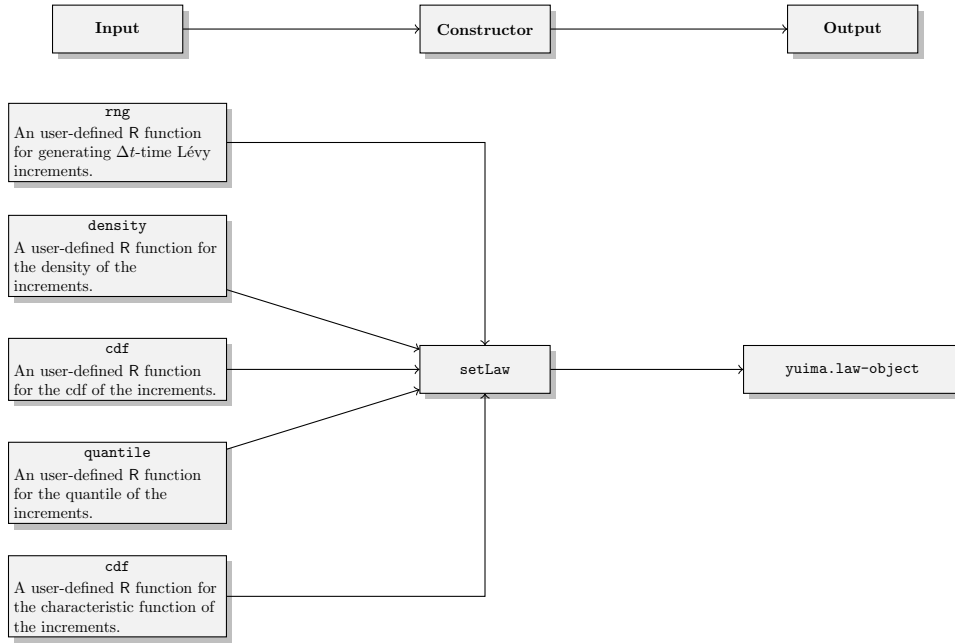 Input
Constructor
Output
rng
An user-defined R function
for generating Δt-time Lévy
increments.
density
A user-defined R function for
the density of the
increments.
cdf
An user-defined R function
for the cdf of the increments.
setLaw
yuima.law-object
quantile
An user-defined R function
for the quantile of the
increments.
cdf
A user-defined R function for
the characteristic function of
the increments.